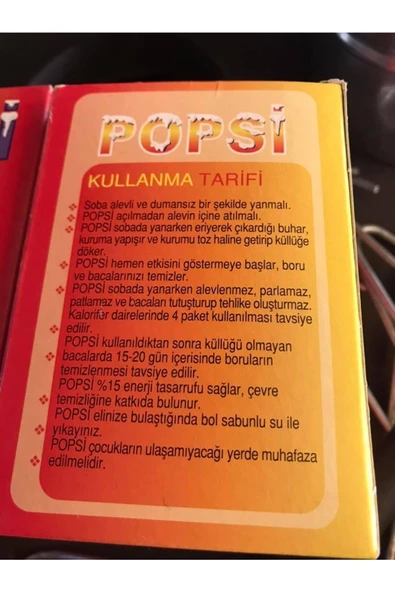 POPSİ
KULLANMA TARİFİ
Soba alevli ve dumansız bir şekilde yanmalı.
POPSİ açılmadan alevin içine atılmalı.
POPSİ sobada yanarken eriyerek çıkardığı buhar,
kuruma yapışır ve kurumu toz haline getirip küllüğe
döker.
POPSİ hemen etkisini göstermeye başlar, boru
ve bacalarınızı temizler.
POPSİ sobada yanarken alevlenmez, parlamaz,
patlamaz ve bacaları tutuşturup tehlike oluşturmaz.
Kalorifür dairelerinde 4 paket kullanılması tavsiye
edilir.
POPSİ kullanıldıktan sonra küllüğü olmayan
bacalarda 15-20 gün içerisinde boruların
temizlenmesi tavsiye edilir.
POPSİ %15 enerji tasarrufu sağlar, çevre
temizliğine katkıda bulunur.
POPSİ elinize bulaştığında bol sabunlu su ile
yıkayınız.
POPSİ çocukların ulaşamıyacağı yerde muhafaza
edilmelidir.